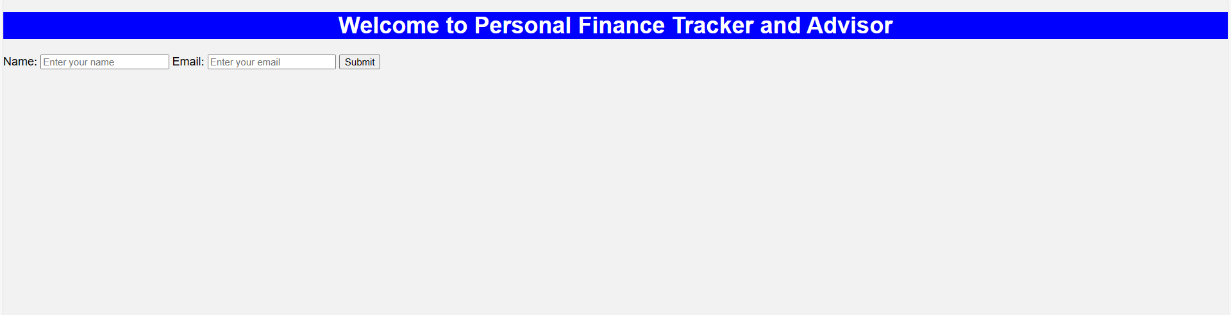 Welcome to Personal Finance Tracker and Advisor
Name: Enter your name Email: Enter your email Submit